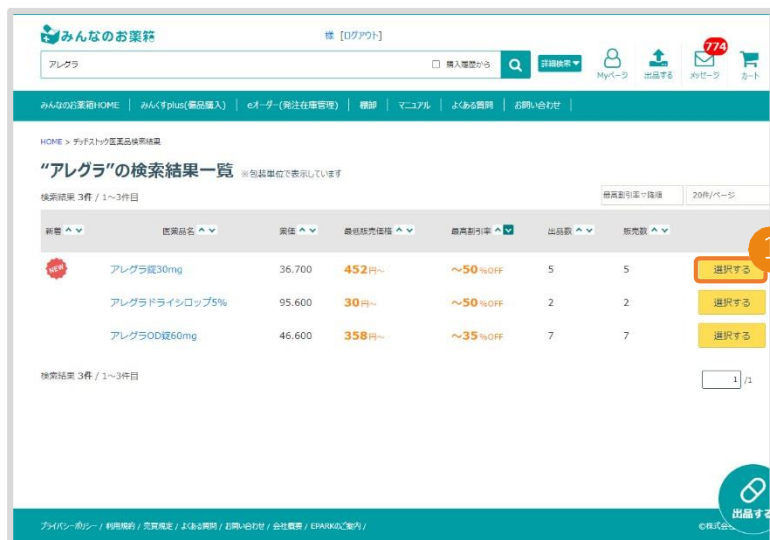 みんなのお薬箱
様 [ログアウト]
アレグラ
購入履歴から
詳細検索▼
Myページ
出品する
774
メッセージ
カート
みんなのお薬箱HOME | みんくすplus(備品購入) | eオーダー(発注在庫管理) | 棚卸 | マニュアル | よくある質問 | お問い合わせ |
HOME > デッドストック医薬品検索結果
“アレグラ”の検索結果一覧 ※包装単位で表示しています
検索結果 3件 / 1~3件目
最高割引率で降順
20件/ページ
新着 医薬品名 薬価 最低販売価格 最高割引率 出品数 販売数
NEW アレグラ錠30mg 36.700 452円~ ~50%OFF 5 5 選択する
アレグラドライシロップ5% 95.600 30円~ ~50%OFF 2 2 選択する
アレグラOD錠60mg 46.600 358円~ ~35%OFF 7 7 選択する
1
検索結果 3件 / 1~3件目
1 /1
出品する
プライバシーポリシー / 利用規約 / 売買規定 / よくある質問 / お問い合わせ / 会社概要 / EPARKのご案内 /
©株式会